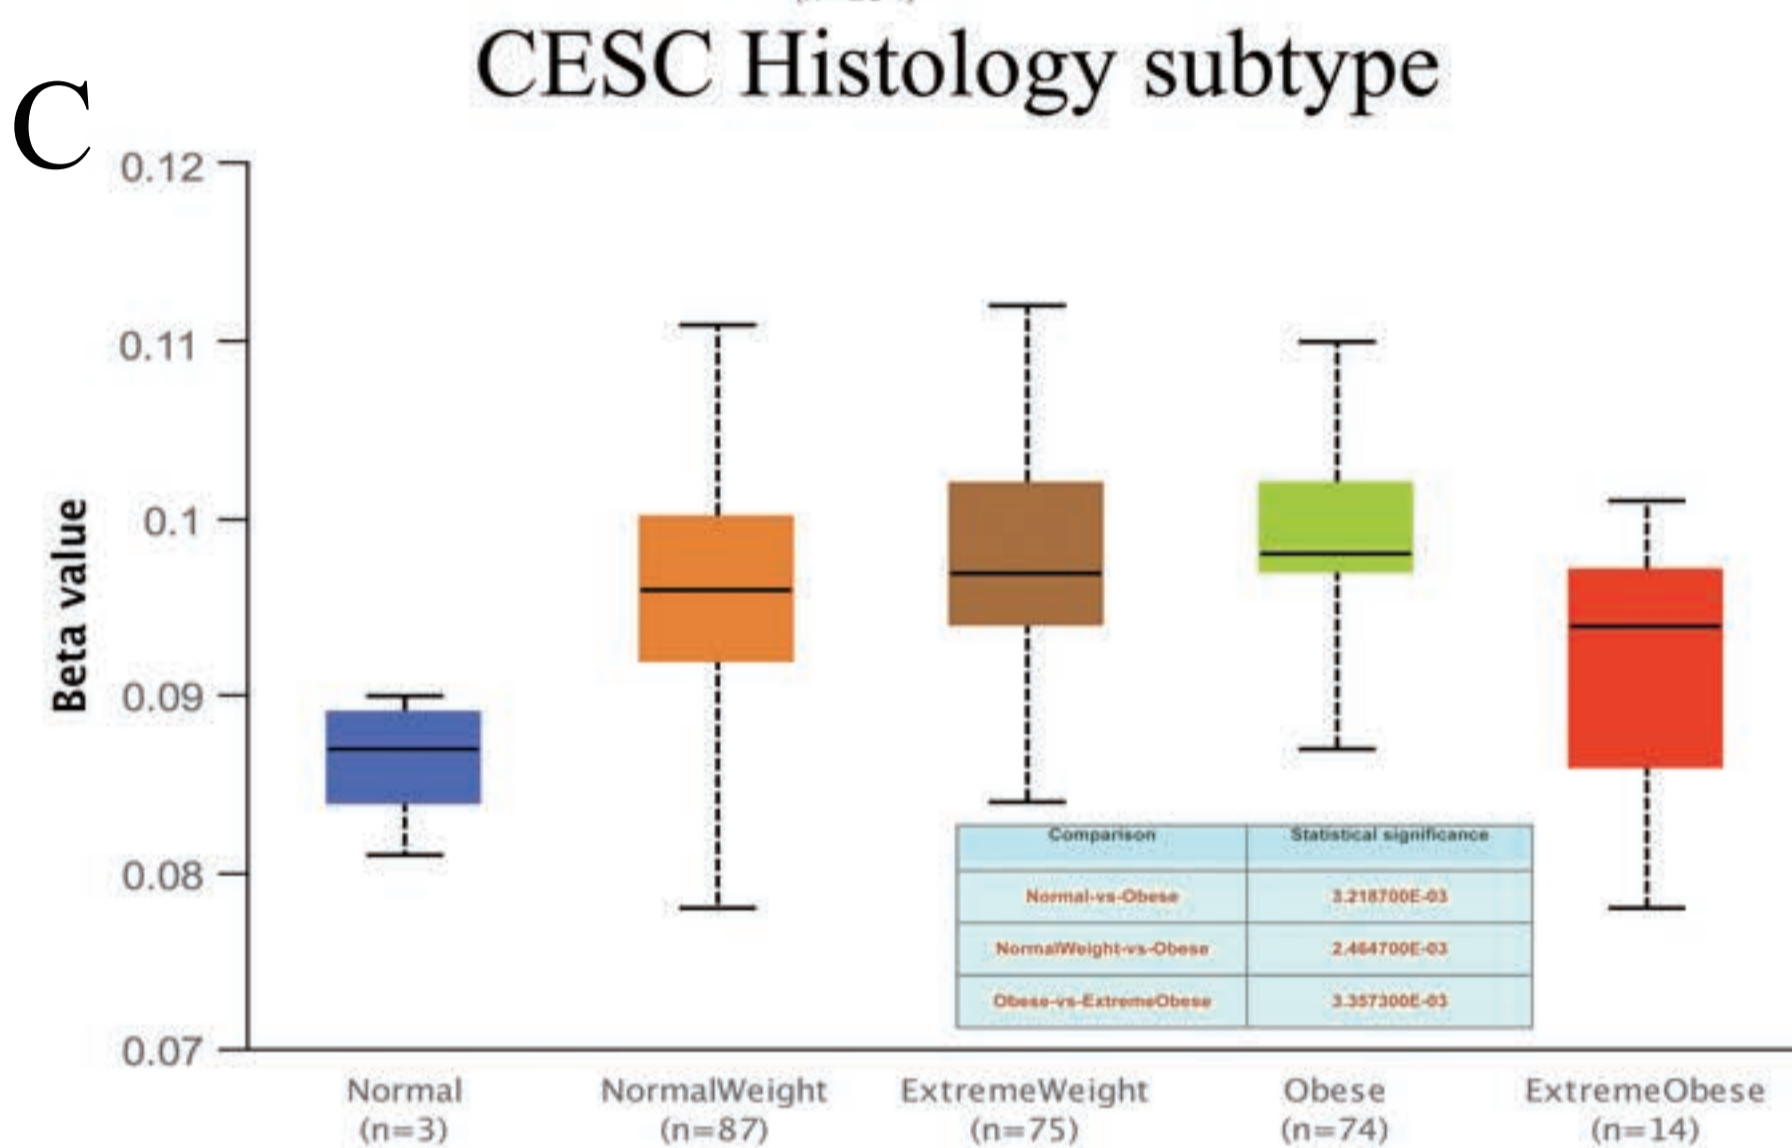 CESC Histology subtype
C
0.12
0.11
0.1
0.09
0.08
0.07
Beta value
Comparison Statistical significance
Normal-vs-Obese 3.218700E-03
NormalWeight-vs-Obese 2.464700E-03
Obese-vs-ExtremeObese 3.357300E-03
Normal NormalWeight ExtremeWeight Obese ExtremeObese
(n=3) (n=87) (n=75) (n=74) (n=14)